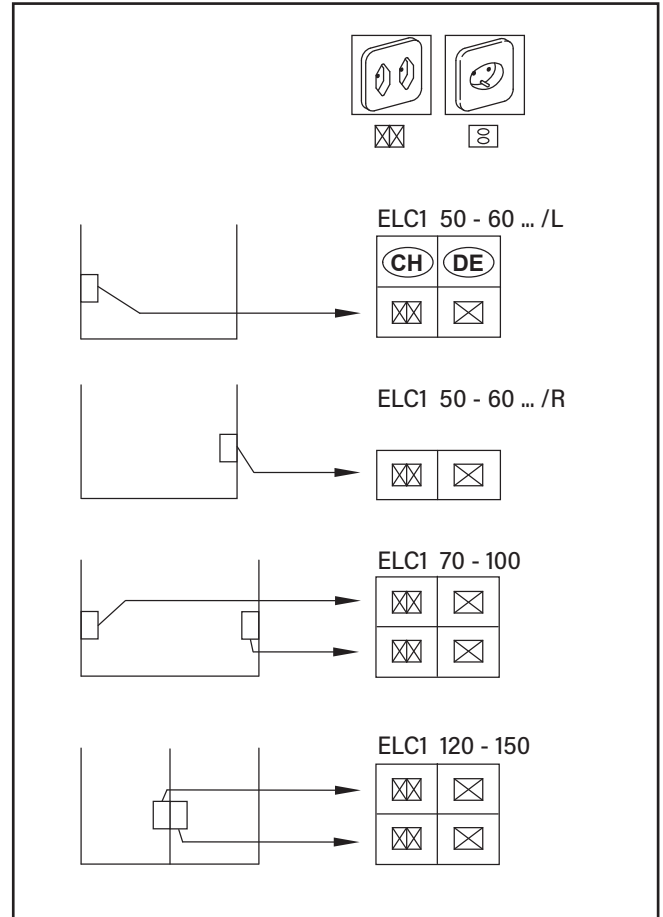 ELC1 50 - 60 ... /L
CH DE
ELC1 50 - 60 ... /R
ELC1 70 - 100
ELC1 120 - 150